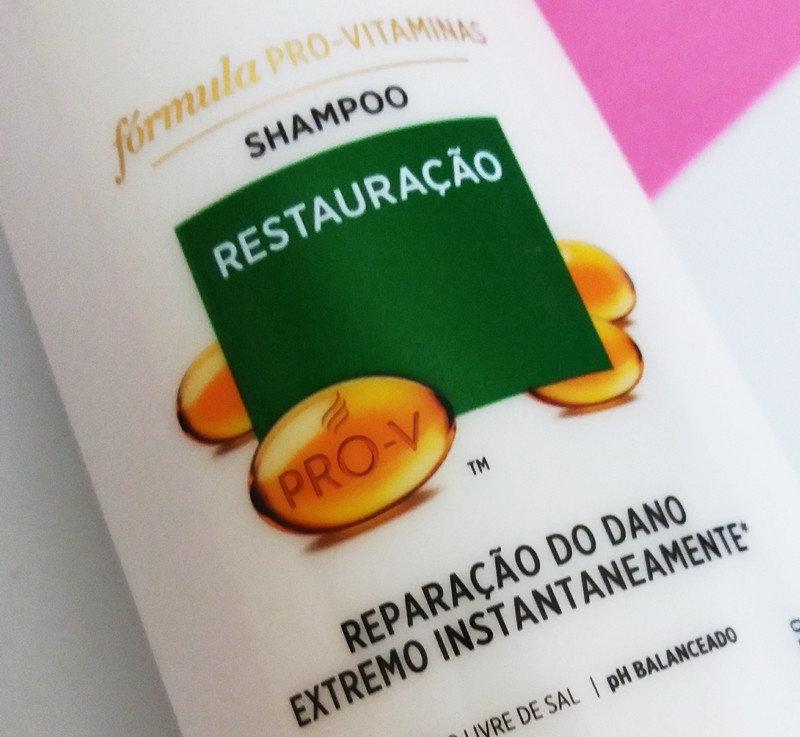 fórmula PRO-VITAMINAS
SHAMPOO
RESTAURAÇÃO
PRO-V
TM
REPARAÇÃO DO DANO
EXTREMO INSTANTANEAMENTE*
LIVRE DE SAL | pH BALANCEADO